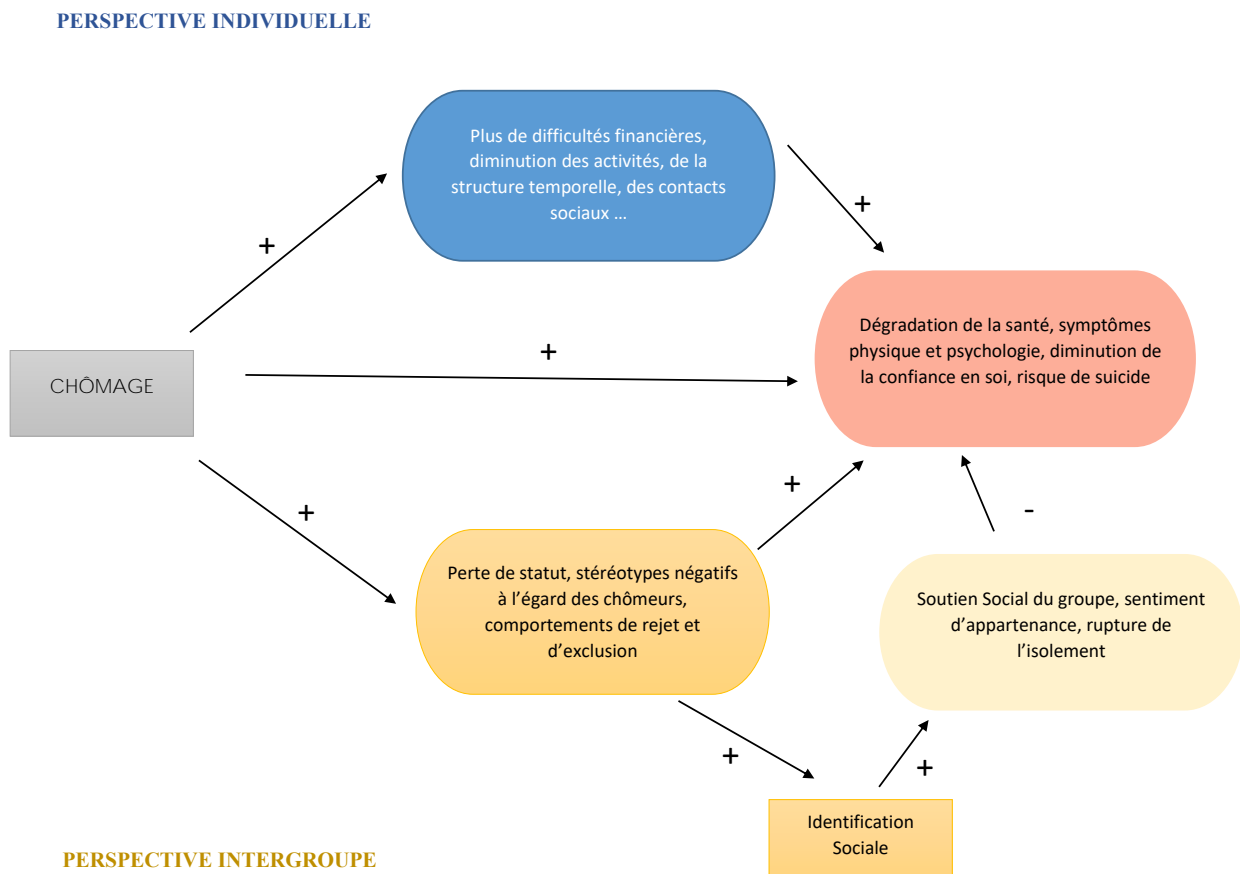 PERSPECTIVE INDIVIDUELLE
Plus de difficultés financières,
diminution des activités, de la
structure temporelle, des contacts
sociaux ...
+
+
Dégradation de la santé, symptômes
physique et psychologie, diminution de
la confiance en soi, risque de suicide
+
CHÔMAGE
+
+
-
Perte de statut, stéréotypes négatifs
à l’égard des chômeurs,
comportements de rejet et
d’exclusion
Soutien Social du groupe, sentiment
d’appartenance, rupture de
l’isolement
+
+
Identification
Sociale
PERSPECTIVE INTERGROUPE